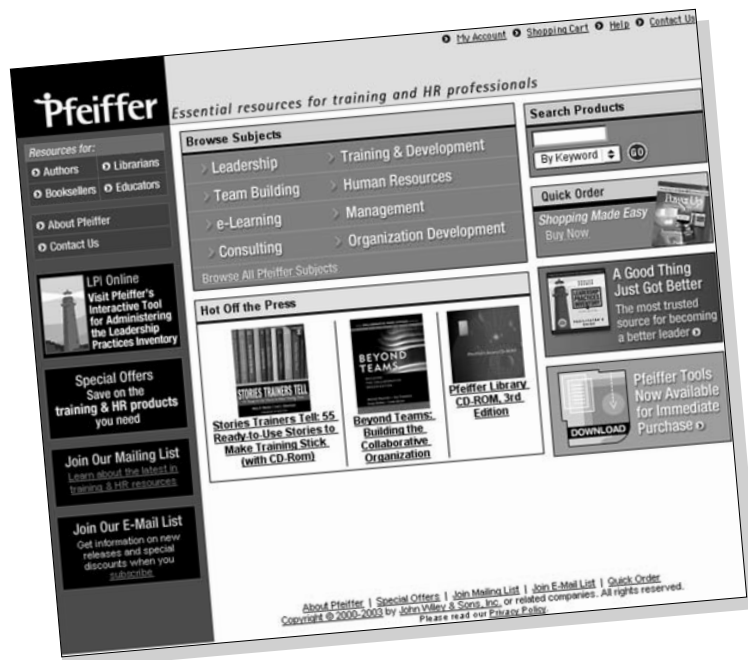 My Account Shopping Cart Help Contact Us
Pfeiffer
Essential resources for training and HR professionals
Resources for:
Authors Librarians
Booksellers Educators
About Pfeiffer
Contact Us
LPI Online
Visit Pfeiffer's
Interactive Tool
for Administering
the Leadership
Practices Inventory
Special Offers
Save on the
training & HR products
you need
Join Our Mailing List
Learn about the latest in
training & HR resources
Join Our E-Mail List
Get information on new
releases and special
discounts when you
subscribe.
Browse Subjects
> Leadership > Training & Development
> Team Building > Human Resources
> e-Learning > Management
> Consulting > Organization Development
Browse All Pfeiffer Subjects
Hot Off the Press
STORIES TRAINERS TELL
Stories Trainers Tell: 55
Ready-to-Use Stories to
Make Training Stick
(with CD-Rom)
BEYOND
TEAMS
Beyond Teams:
Building the
Collaborative
Organization
Pfeiffer Library
CD-ROM, 3rd
Edition
Search Products
By Keyword GO
Quick Order
Shopping Made Easy
Buy Now
LEADERSHIP
PRACTICES
INVENTORY
A Good Thing
Just Got Better
The most trusted
source for becoming
a better leader
DOWNLOAD
Pfeiffer Tools
Now Available
for Immediate
Purchase
About Pfeiffer | Special Offers | Join Mailing List | Join E-Mail List | Quick Order
Copyright © 2000-2003 by John Wiley & Sons, Inc. or related companies. All rights reserved.
Please read our Privacy Policy.